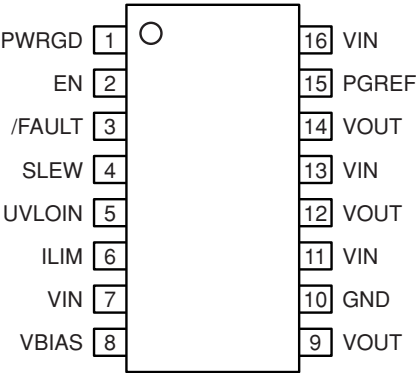 PWRGD 1 16 VIN
EN 2 15 PGREF
/FAULT 3 14 VOUT
SLEW 4 13 VIN
UVLOIN 5 12 VOUT
ILIM 6 11 VIN
VIN 7 10 GND
VBIAS 8 9 VOUT